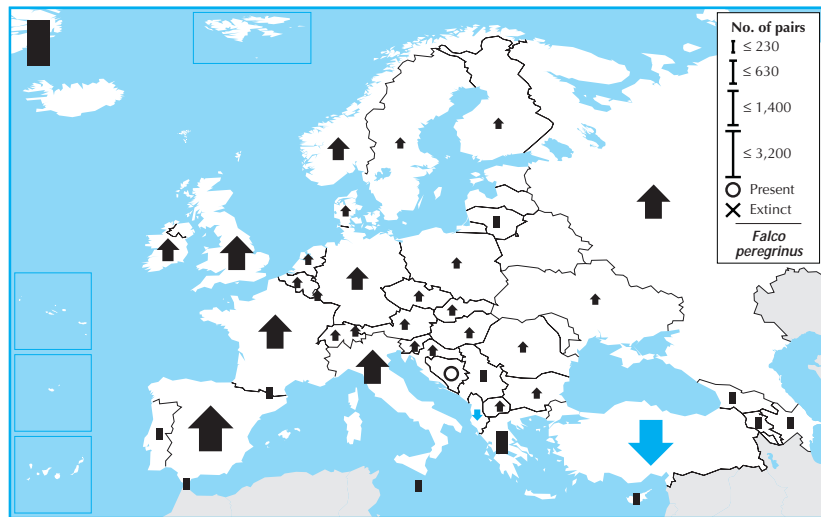 No. of pairs
≤ 230
≤ 630
≤ 1,400
≤ 3,200
Present
Extinct
Falco
peregrinus